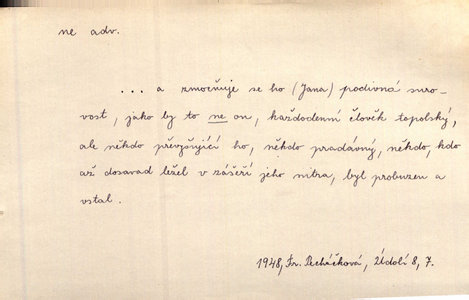 ne adv.
... a zmocňuje se ho (Jana) podivná suro-
vost, jako by to ne on, každodenní člověk topolský,
ale někdo převyšující ho, někdo pradávný, někdo, kdo
až dosavad ležel v zášeří jeho nitra, byl probuzen a
vstal.
1948, Fr. Pecháčková, Údolí 8, 7.